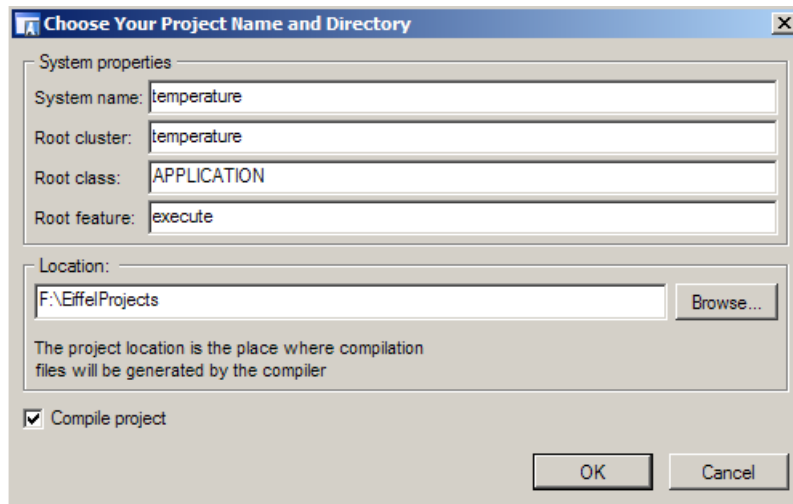 Choose Your Project Name and Directory
System properties
System name: temperature
Root cluster: temperature
Root class: APPLICATION
Root feature: execute
Location:
F:\EiffelProjects Browse...
The project location is the place where compilation
files will be generated by the compiler
Compile project
OK Cancel